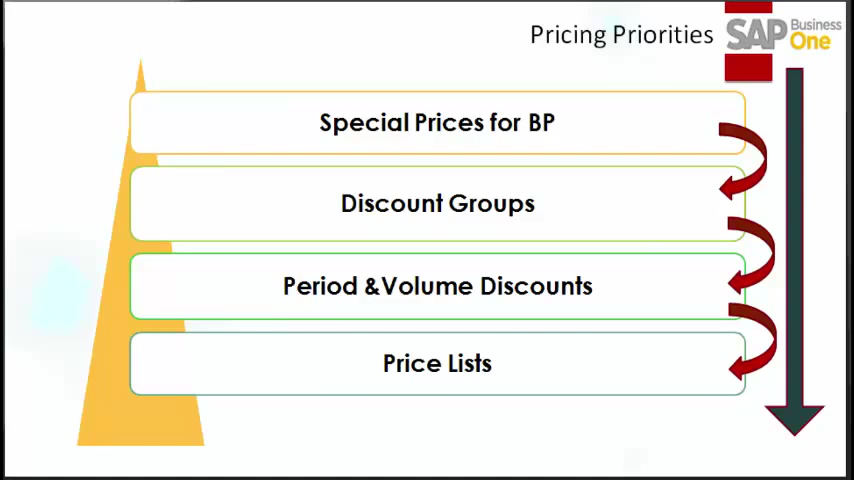 Pricing Priorities
SAP Business One
Special Prices for BP
Discount Groups
Period &Volume Discounts
Price Lists